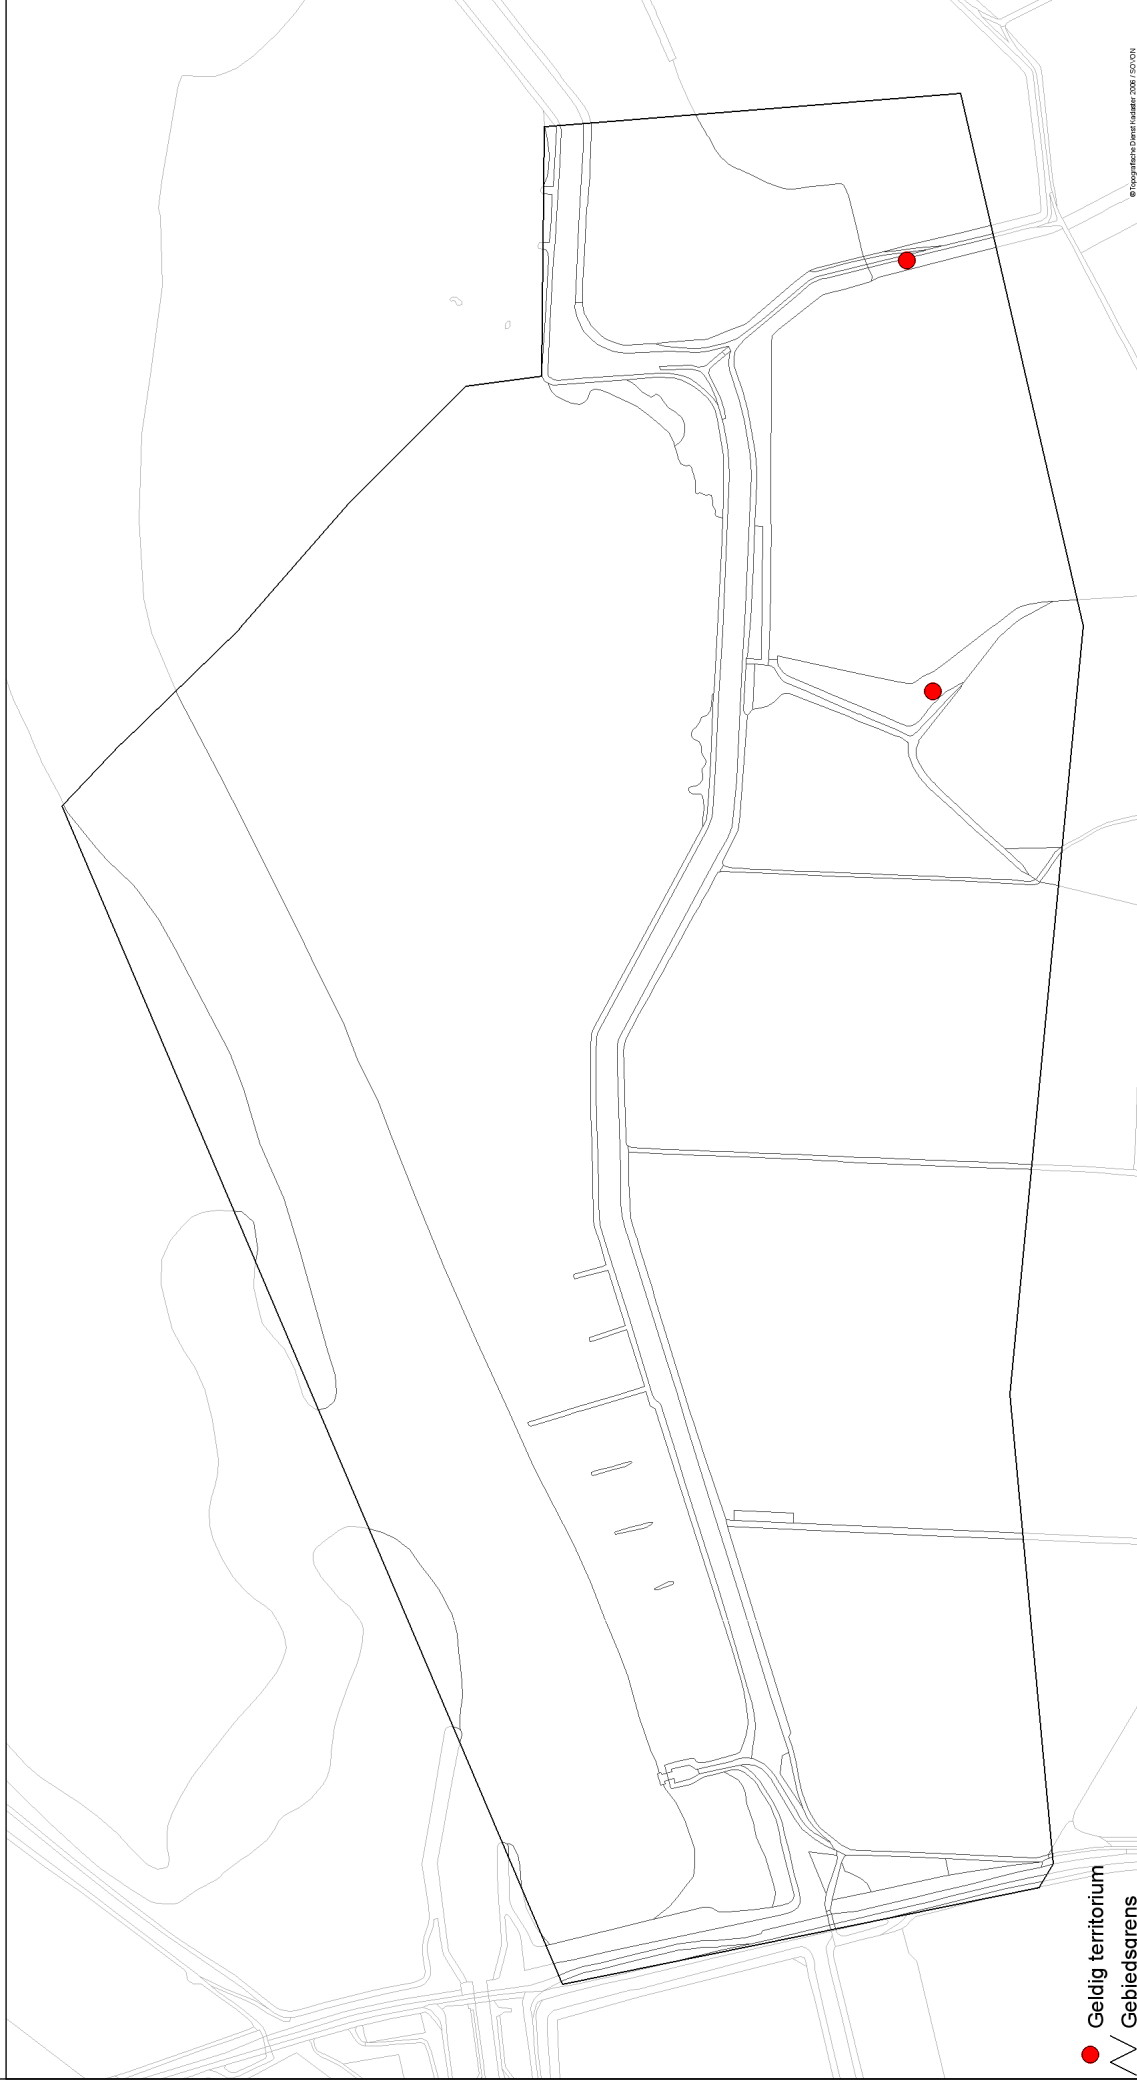 © Topografische Dienst Kadaster 2006 / SOVON
Geldig territorium
Gebiedsgrens